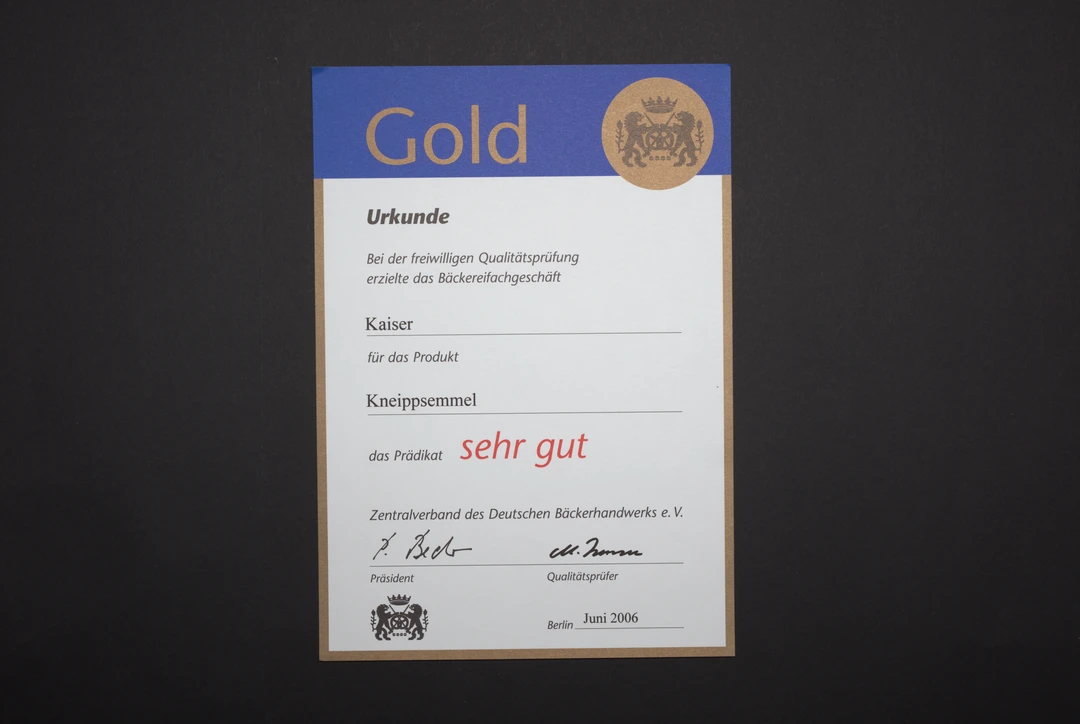 Gold
Urkunde
Bei der freiwilligen Qualitätsprüfung
erzielte das Bäckereifachgeschäft
Kaiser
für das Produkt
Kneippsemmel
das Prädikat sehr gut
Zentralverband des Deutschen Bäckerhandwerks e. V.
Präsident Qualitätsprüfer
Berlin Juni 2006